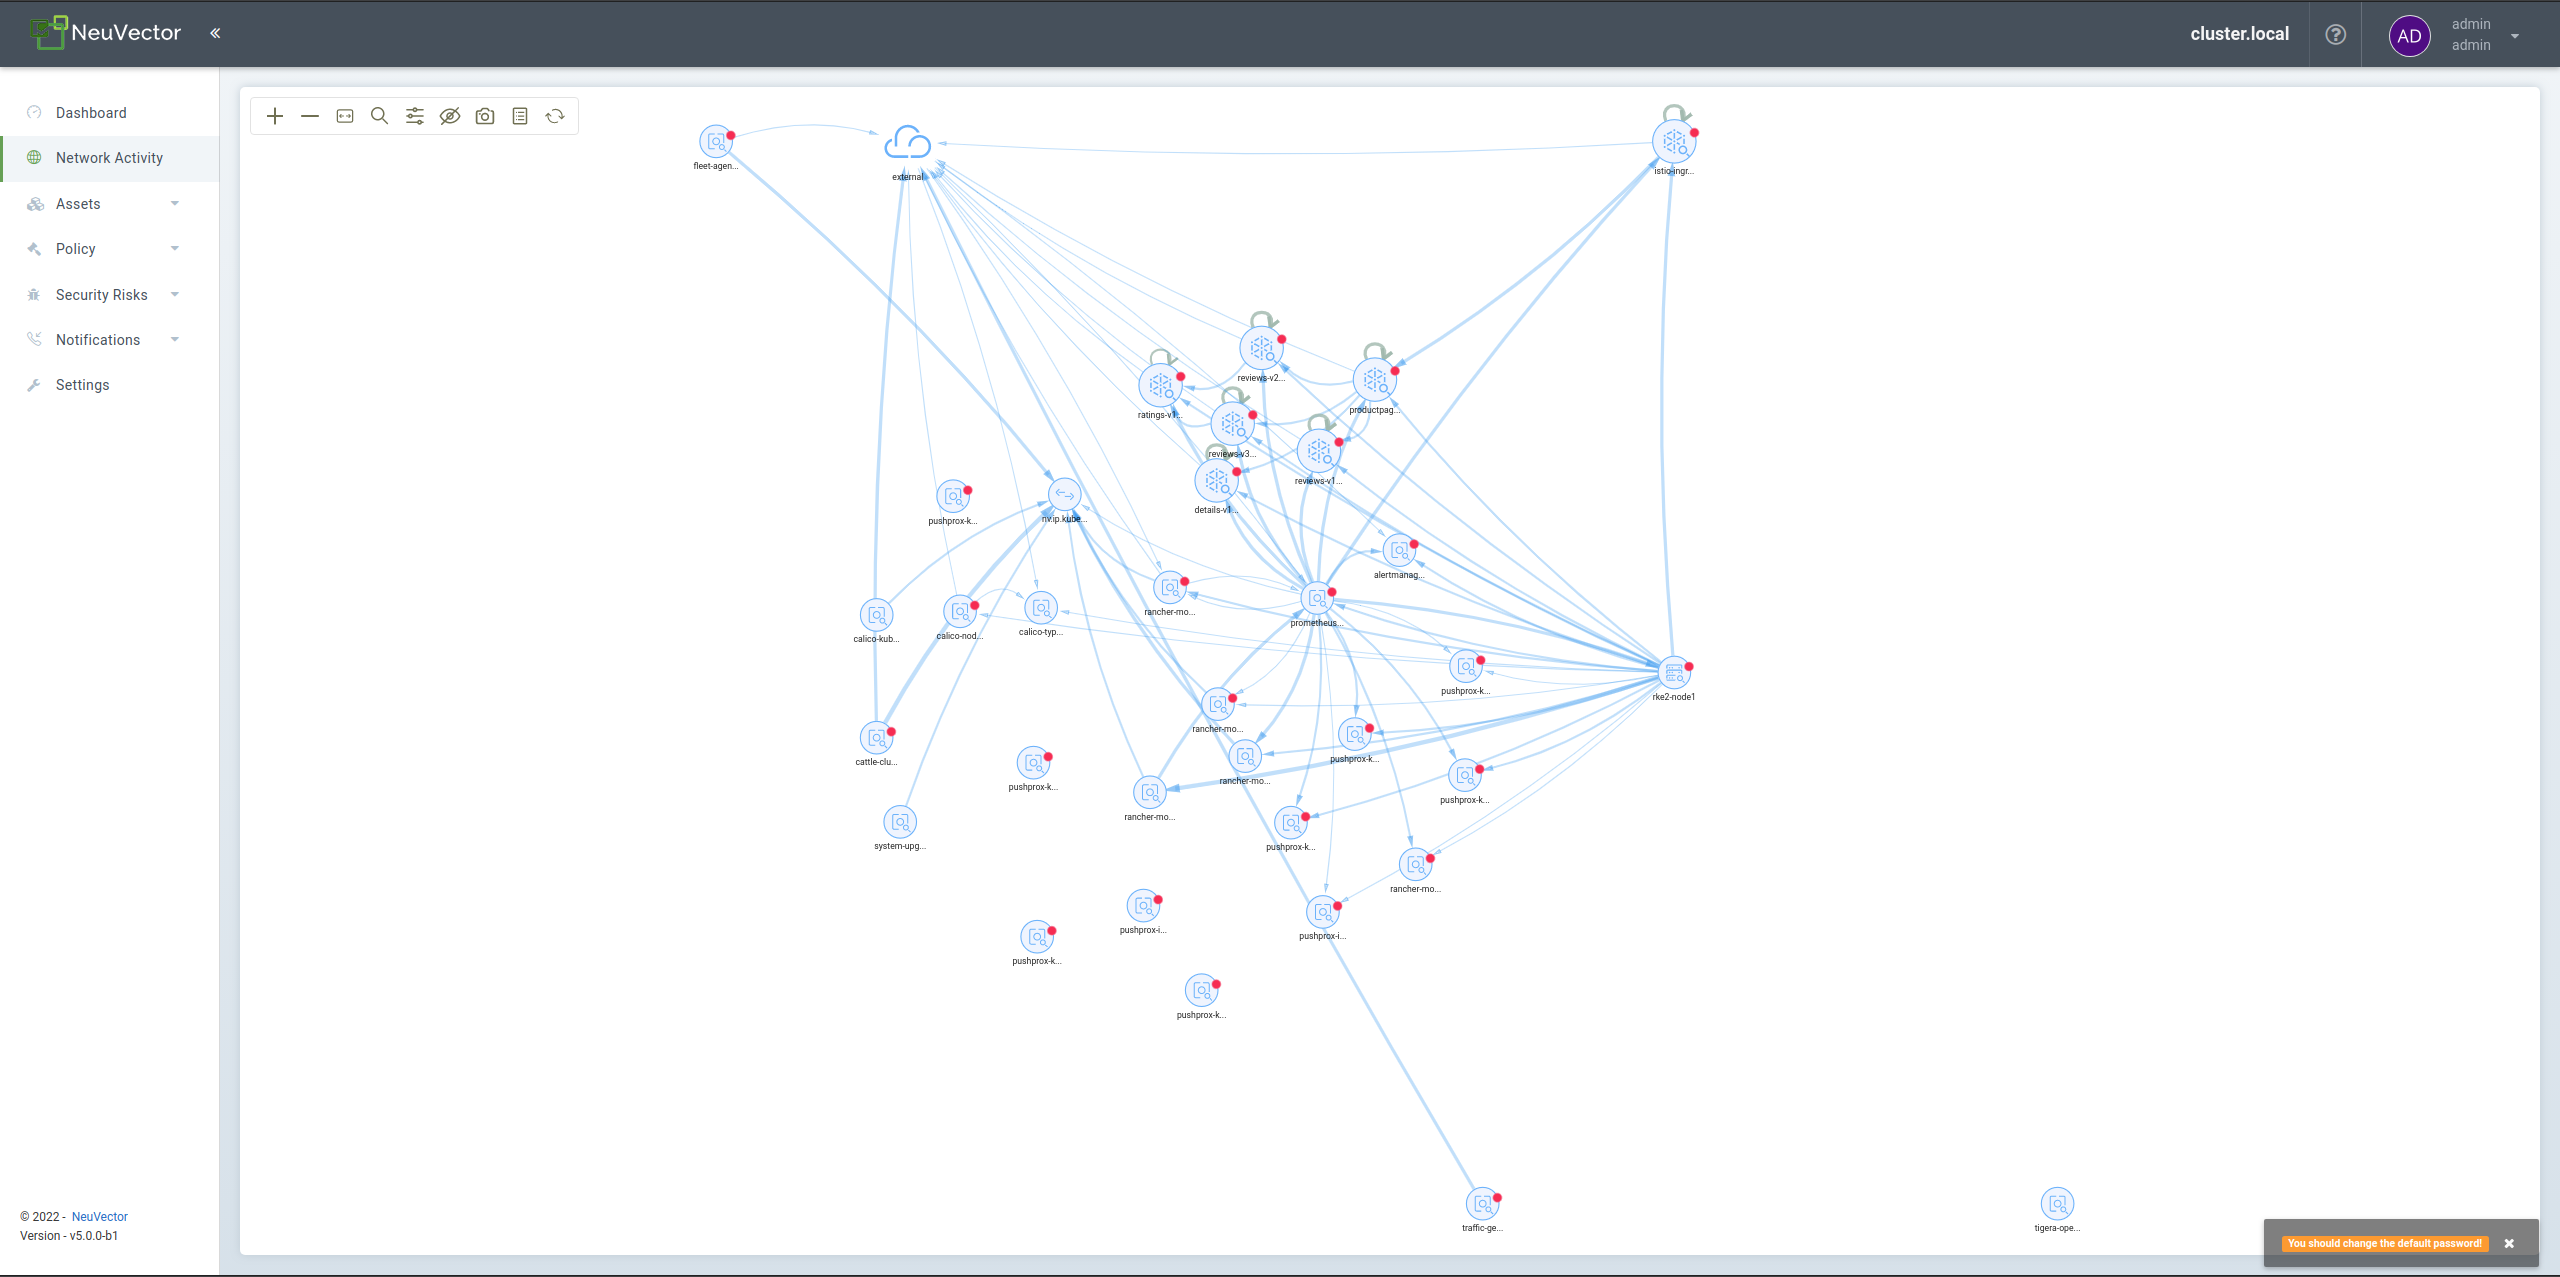 NeuVector
«
cluster.local
AD
admin
admin
Dashboard
Network Activity
Assets
Policy
Security Risks
Notifications
Settings
fleet-agen...
external
istio-ingr...
reviews-v2...
ratings-v1...
productpag...
reviews-v3...
reviews-v1...
details-v1...
pushprox-k...
nv.ip.kube...
alertmanag...
rancher-mo...
prometheus...
calico-kub...
calico-nod...
calico-typ...
pushprox-k...
rke2-node1
rancher-mo...
pushprox-k...
cattle-clu...
rancher-mo...
pushprox-k...
pushprox-k...
rancher-mo...
system-upg...
pushprox-k...
rancher-mo...
pushprox-i...
pushprox-i...
pushprox-k...
pushprox-k...
traffic-ge...
tigera-ope...
© 2022 - NeuVector
Version - v5.0.0-b1
You should change the default password!